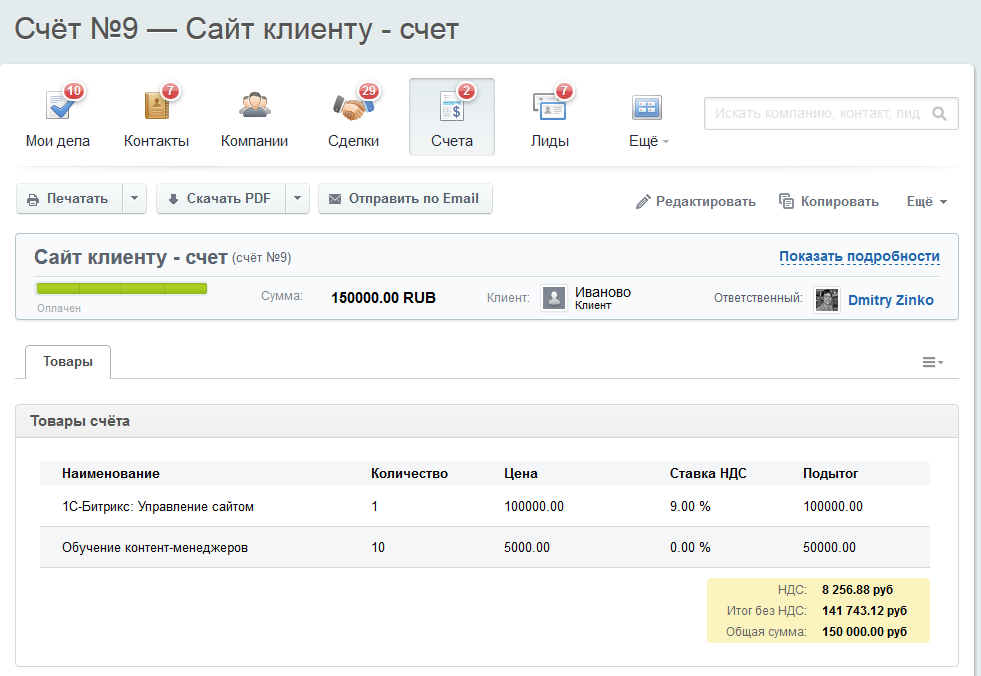 Счёт №9 — Сайт клиенту - счет
10 7 29 2 7
Мои дела Контакты Компании Сделки Счета Лиды Ещё
Искать компанию, контакт, лид
Печатать Скачать PDF Отправить по Email Редактировать Копировать Ещё
Сайт клиенту - счет (счёт №9) Показать подробности
Сумма: 150000.00 RUB Клиент: Иваново Клиент Ответственный: Dmitry Zinko
Оплачен
Товары
Товары счёта
Наименование Количество Цена Ставка НДС Подытог
1С-Битрикс: Управление сайтом 1 100000.00 9.00 % 100000.00
Обучение контент-менеджеров 10 5000.00 0.00 % 50000.00
НДС: 8 256.88 руб
Итог без НДС: 141 743.12 руб
Общая сумма: 150 000.00 руб